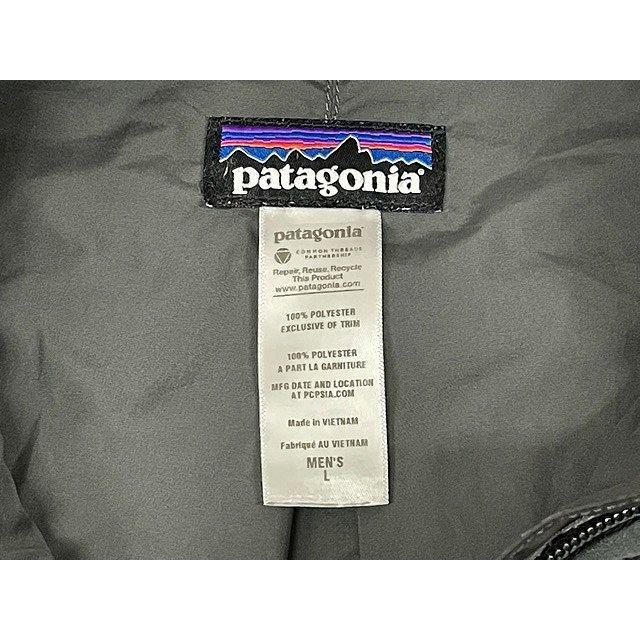 patagonia®
patagonia®
COMMON THREADS
PARTNERSHIP
Repair, Reuse, Recycle
This Product
www.patagonia.com
100% POLYESTER
EXCLUSIVE OF TRIM
100% POLYESTER
A PART LA GARNITURE
MFG DATE AND LOCATION
AT PCPSIA.COM
Made in VIETNAM
Fabriqué AU VIETNAM
MEN'S
L